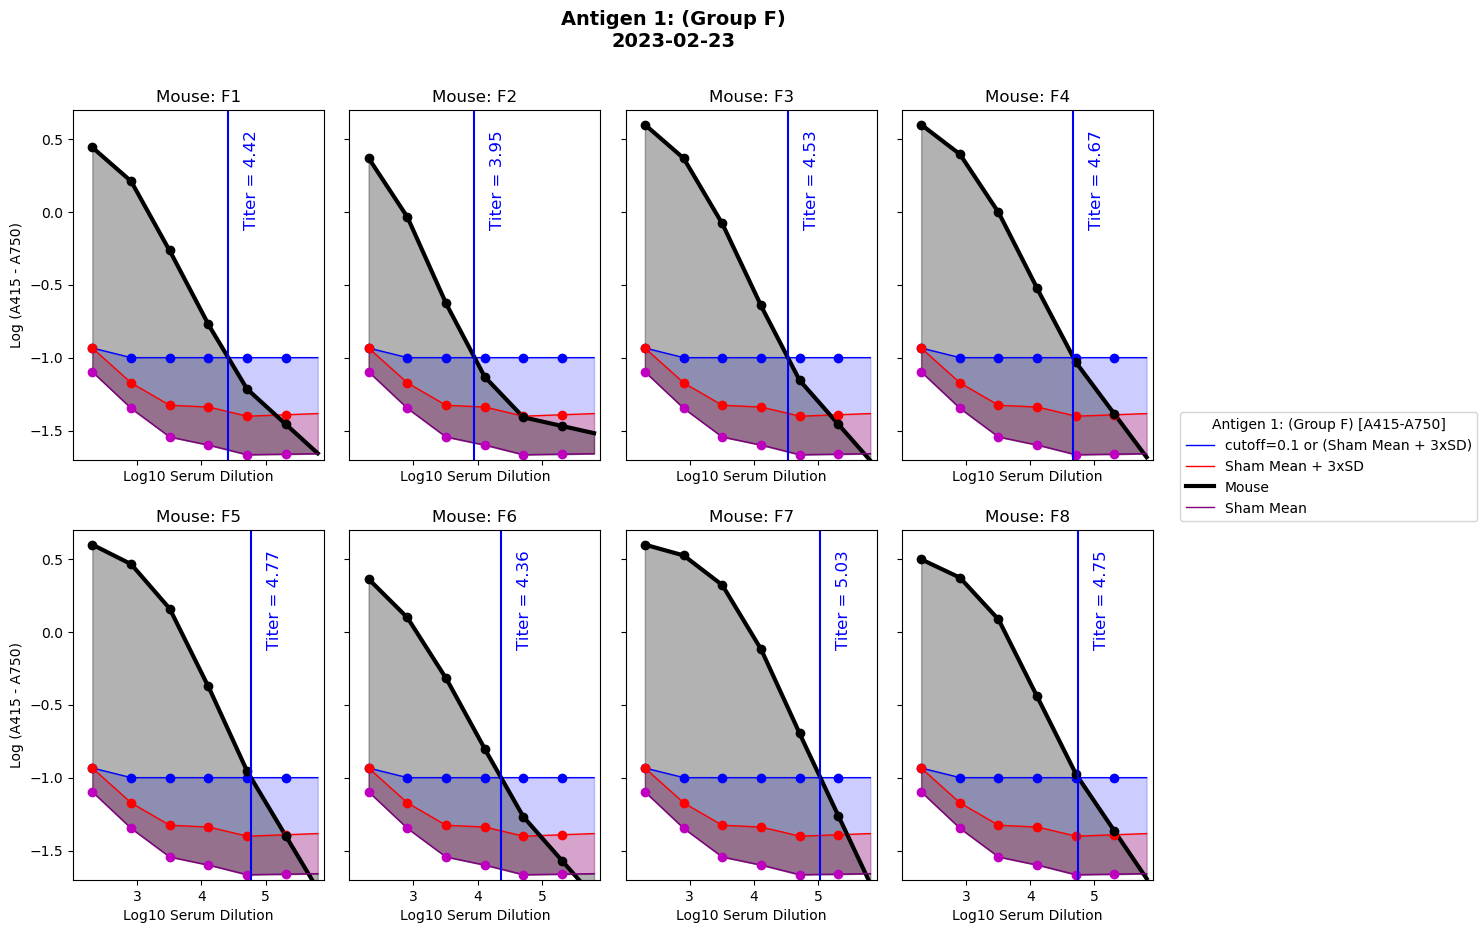 Antigen 1: (Group F)
2023-02-23
Mouse: F1
Mouse: F2
Mouse: F3
Mouse: F4
Log (A415 - A750)
0.5
0.0
−0.5
−1.0
−1.5
Titer = 4.42
Titer = 3.95
Titer = 4.53
Titer = 4.67
Log10 Serum Dilution
Log10 Serum Dilution
Log10 Serum Dilution
Log10 Serum Dilution
Antigen 1: (Group F) [A415-A750]
cutoff=0.1 or (Sham Mean + 3xSD)
Sham Mean + 3xSD
Mouse
Sham Mean
Mouse: F5
Mouse: F6
Mouse: F7
Mouse: F8
Log (A415 - A750)
0.5
0.0
−0.5
−1.0
−1.5
Titer = 4.77
Titer = 4.36
Titer = 5.03
Titer = 4.75
3 4 5
3 4 5
3 4 5
3 4 5
Log10 Serum Dilution
Log10 Serum Dilution
Log10 Serum Dilution
Log10 Serum Dilution